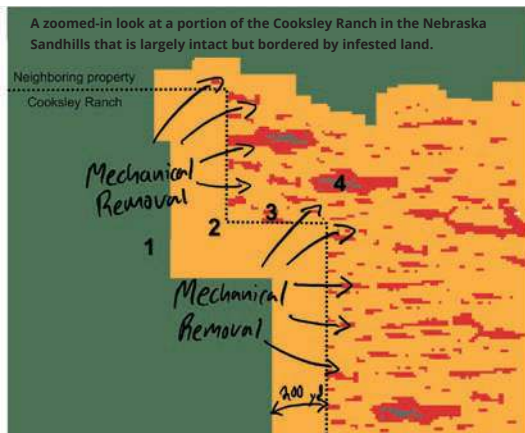 A zoomed-in look at a portion of the Cooksley Ranch in the Nebraska
Sandhills that is largely intact but bordered by infested land.
Neighboring property
Cooksley Ranch
Mechanical
Removal
4
3
2
1
Mechanical
Removal
200 yd